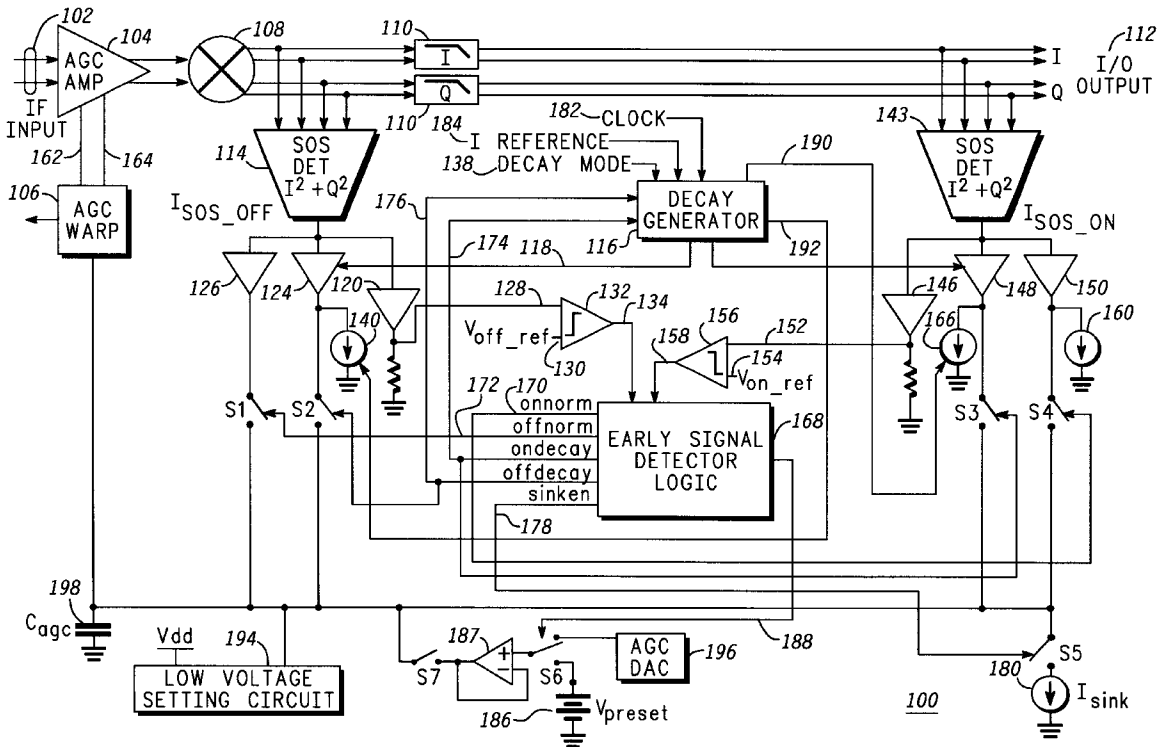 102
104
108
110
112
AGC
AMP
I
I
I/O
OUTPUT
Q
Q
IF
INPUT
110
182
CLOCK
143
184
I REFERENCE
138 DECAY MODE
190
162
164
114
SOS
DET
I² + Q²
SOS
DET
I² + Q²
106
AGC
WARP
176
DECAY
GENERATOR
I_SOS_OFF
116
192
I_SOS_ON
174
118
126
124
120
128
132
134
146
148
150
140
V_off_ref
130
156
158
152
154
V_on_ref
166
160
172
170
S1
S2
S3
S4
onnorm
offnorm
ondecay
offdecay
sinken
EARLY SIGNAL
DETECTOR
LOGIC
168
178
198
C_agc
Vdd
194
LOW VOLTAGE
SETTING CIRCUIT
187
+
−
S7
S6
188
AGC
DAC
196
S5
180
I_sink
186
V_preset
100